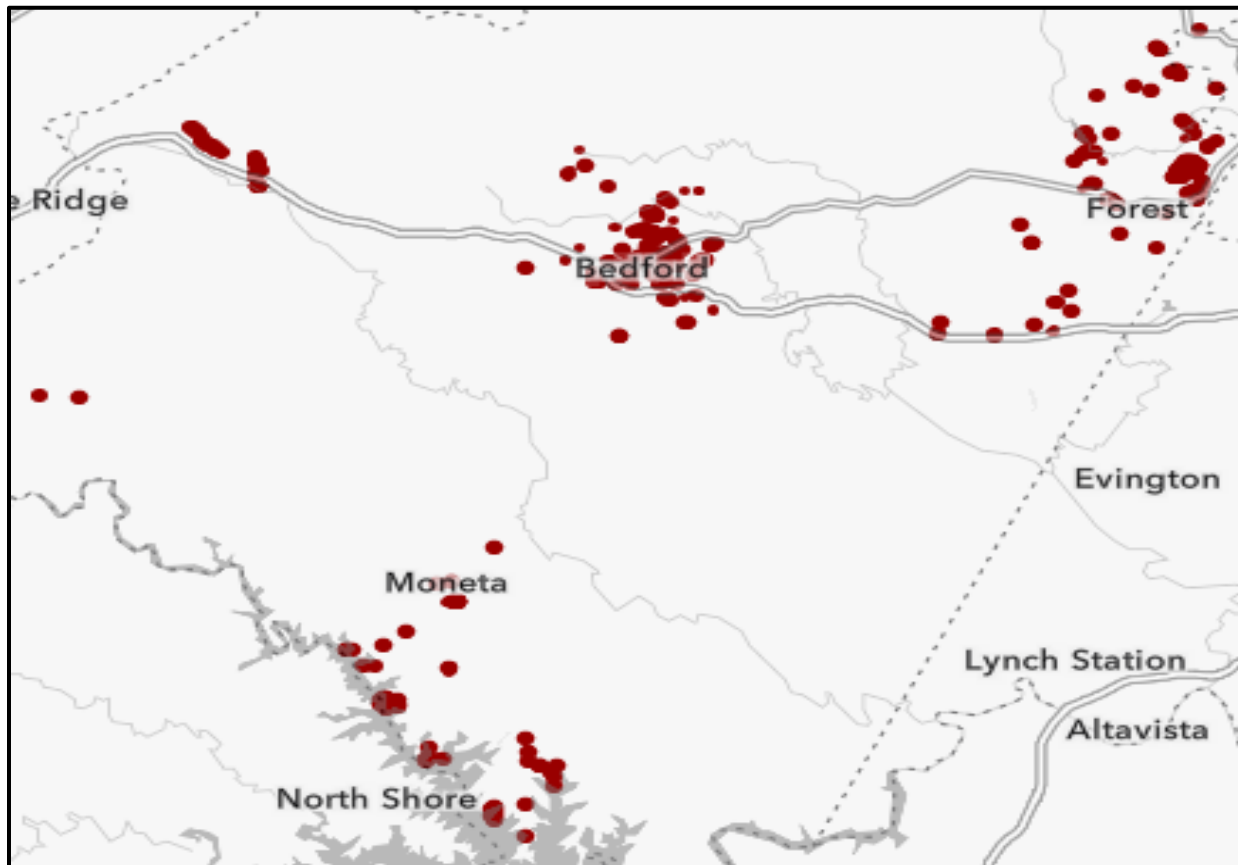 e Ridge
Forest
Bedford
Evington
Moneta
Lynch Station
Altavista
North Shore